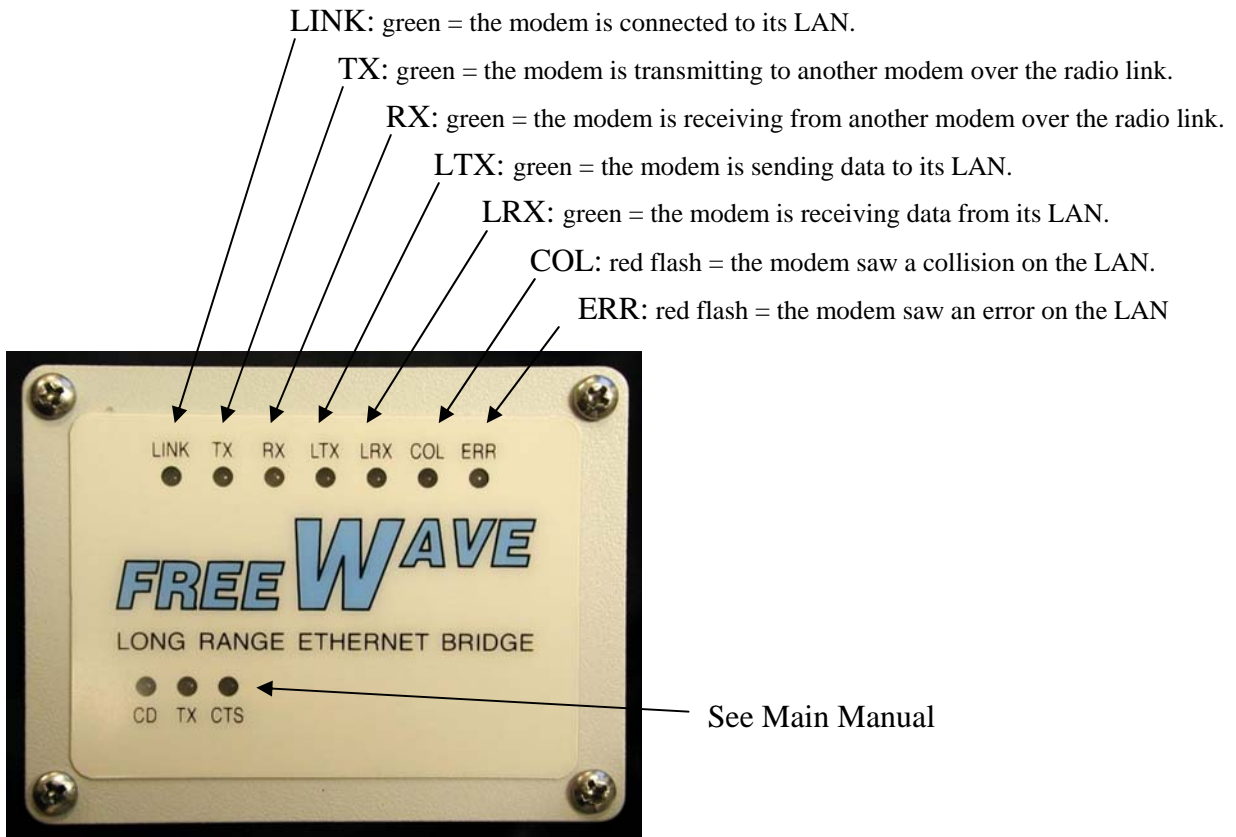 LINK: green = the modem is connected to its LAN.
TX: green = the modem is transmitting to another modem over the radio link.
RX: green = the modem is receiving from another modem over the radio link.
LTX: green = the modem is sending data to its LAN.
LRX: green = the modem is receiving data from its LAN.
COL: red flash = the modem saw a collision on the LAN.
ERR: red flash = the modem saw an error on the LAN
LINK TX RX LTX LRX COL ERR
FREEWAVE
LONG RANGE ETHERNET BRIDGE
CD TX CTS
See Main Manual